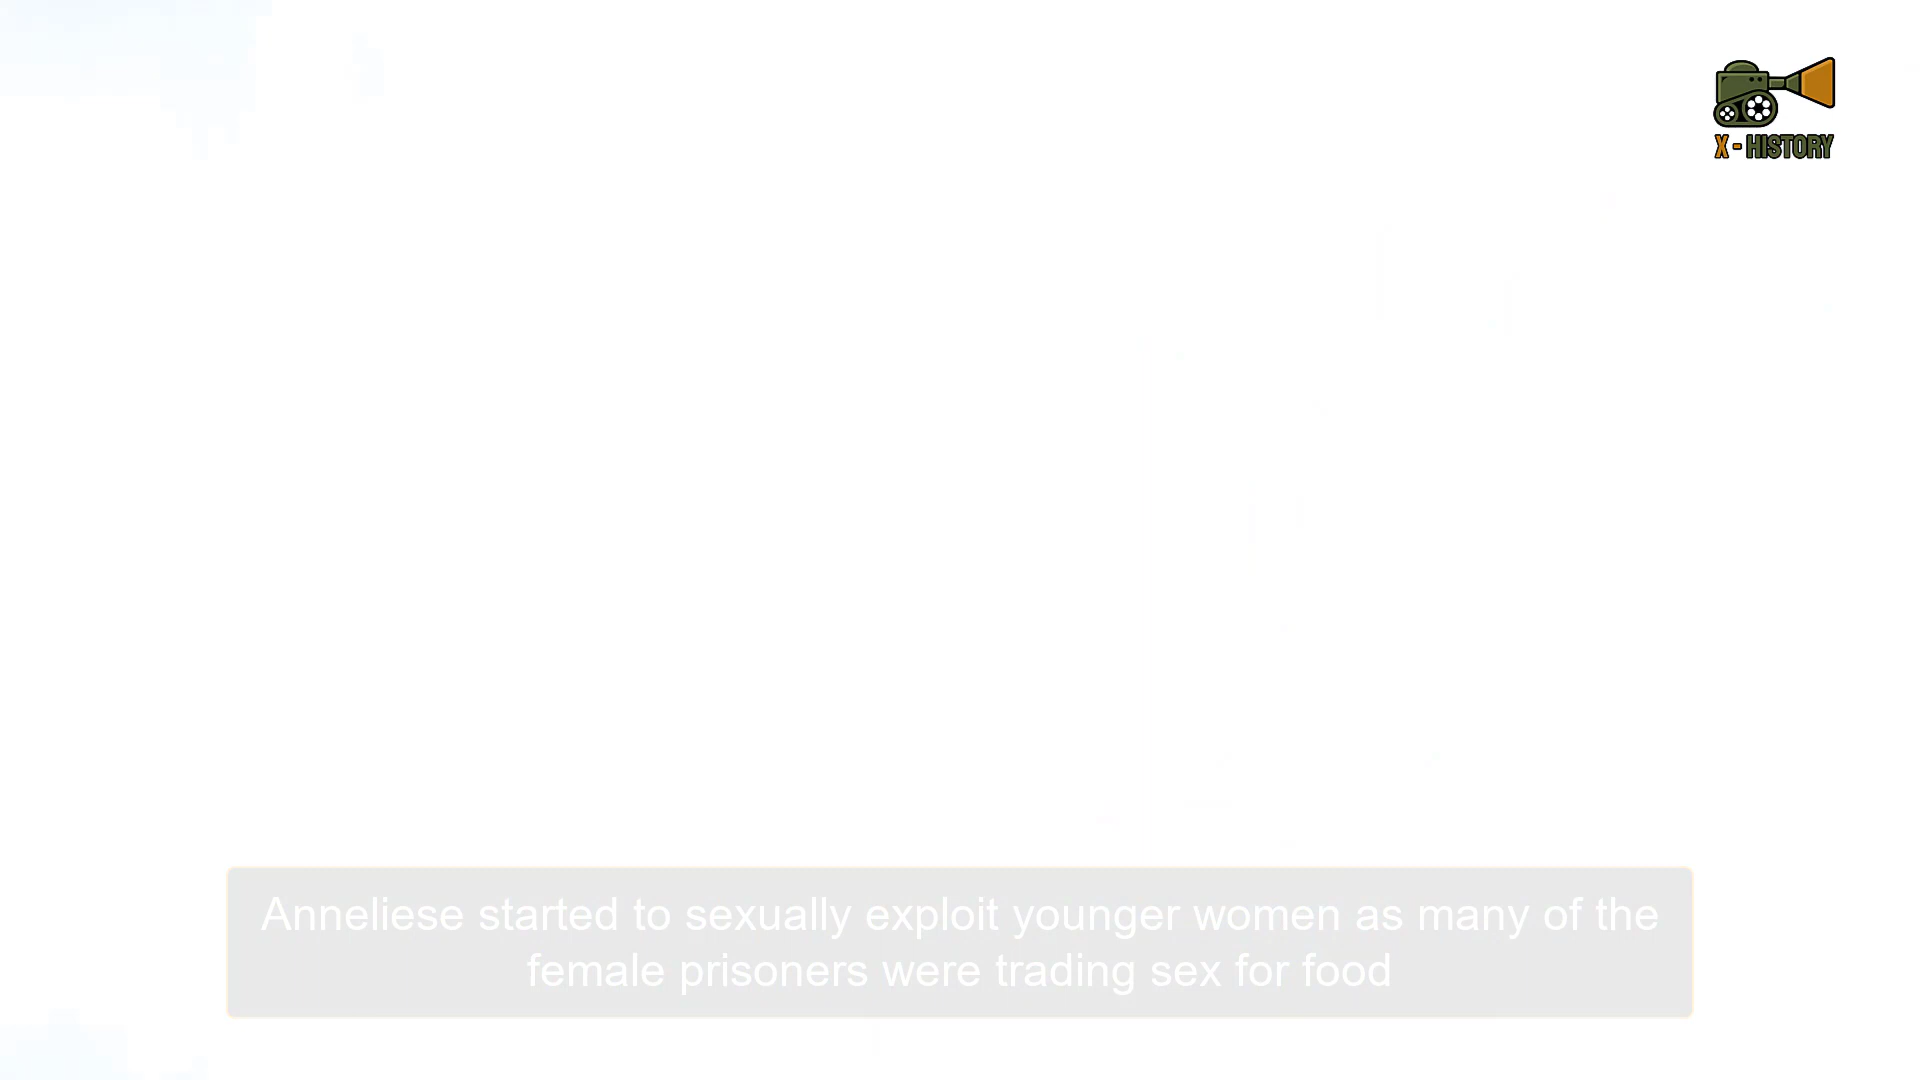 X - HISTORY
Anneliese started to sexually exploit younger women as many of the
female prisoners were trading sex for food